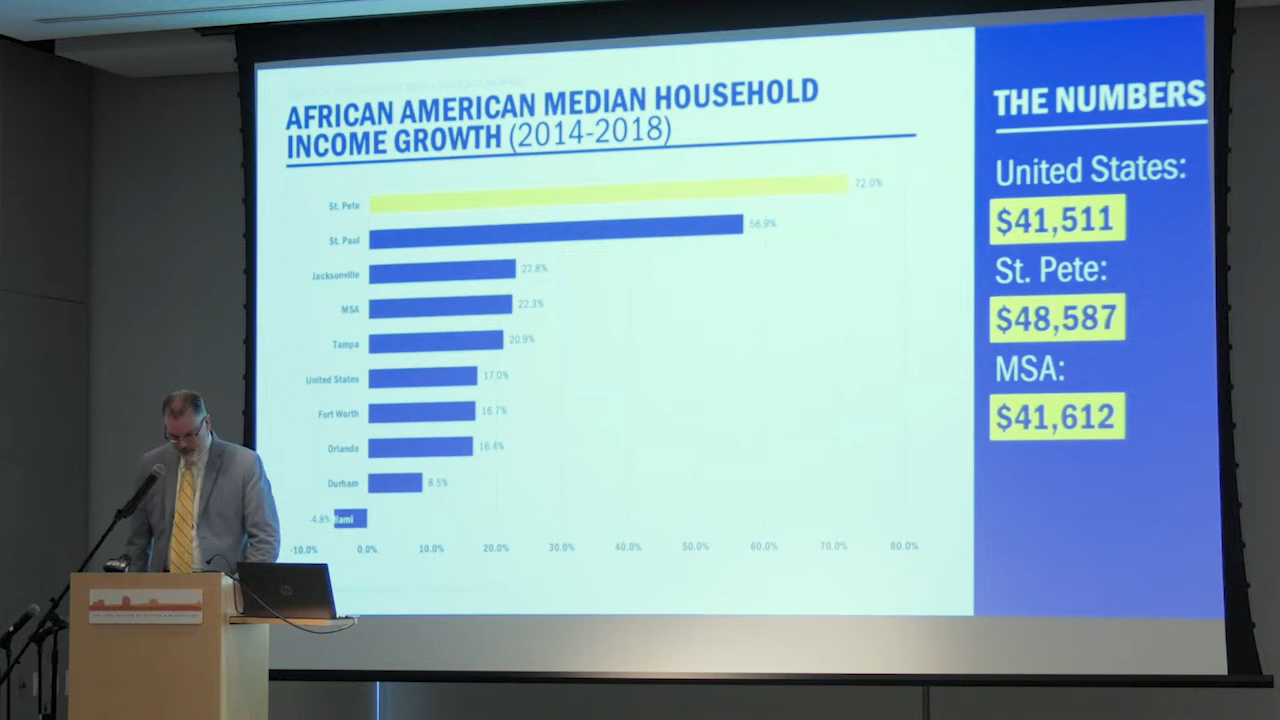 AFRICAN AMERICAN MEDIAN HOUSEHOLD
INCOME GROWTH (2014-2018)
St. Pete 72.0%
St. Paul 56.9%
Jacksonville 22.8%
MSA 22.3%
Tampa 20.9%
United States 17.0%
Fort Worth 16.7%
Orlando 16.4%
Durham 8.5%
-4.8% iami
-10.0% 0.0% 10.0% 20.0% 30.0% 40.0% 50.0% 60.0% 70.0% 80.0%
THE NUMBERS
United States:
$41,511
St. Pete:
$48,587
MSA:
$41,612